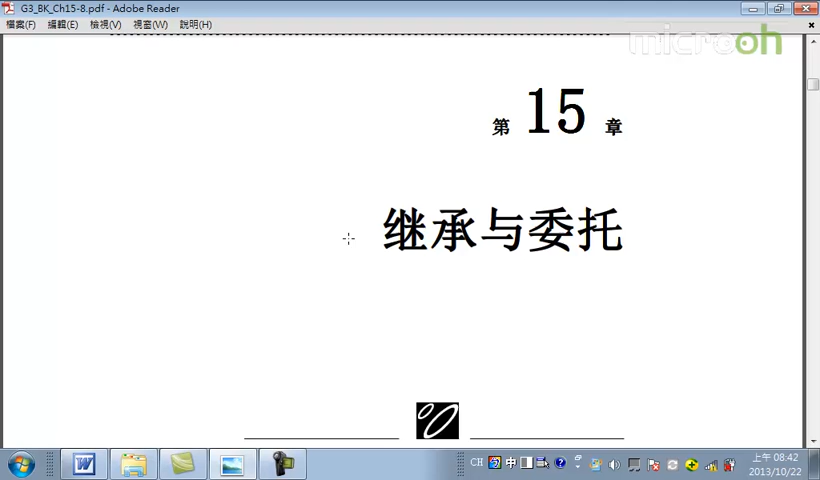 G3_BK_Ch15-8.pdf - Adobe Reader
檔案(F) 編輯(E) 檢視(V) 視窗(W) 說明(H)
microoh
第 15 章
继承与委托
CH 中
上午 08:42
2013/10/22